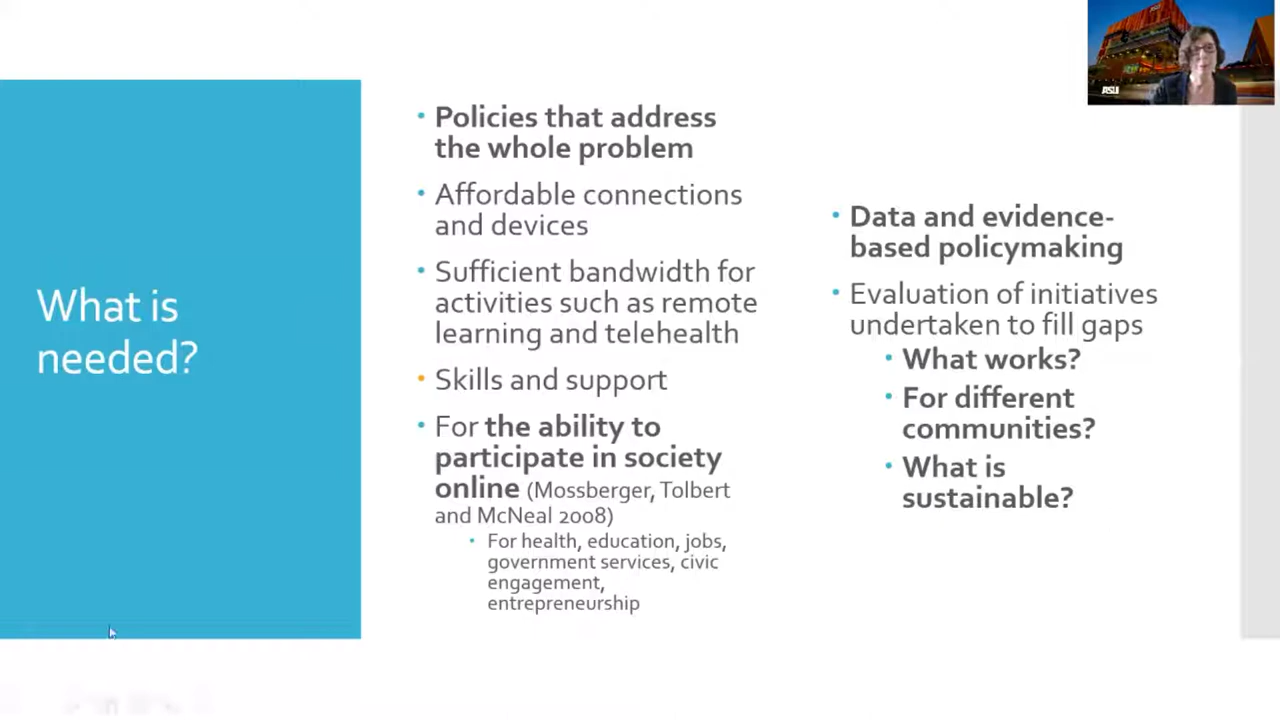 What is
needed?
• Policies that address
the whole problem
• Affordable connections
and devices
• Sufficient bandwidth for
activities such as remote
learning and telehealth
• Skills and support
• For the ability to
participate in society
online (Mossberger, Tolbert
and McNeal 2008)
• For health, education, jobs,
government services, civic
engagement,
entrepreneurship
• Data and evidence-
based policymaking
• Evaluation of initiatives
undertaken to fill gaps
• What works?
• For different
communities?
• What is
sustainable?
ASU